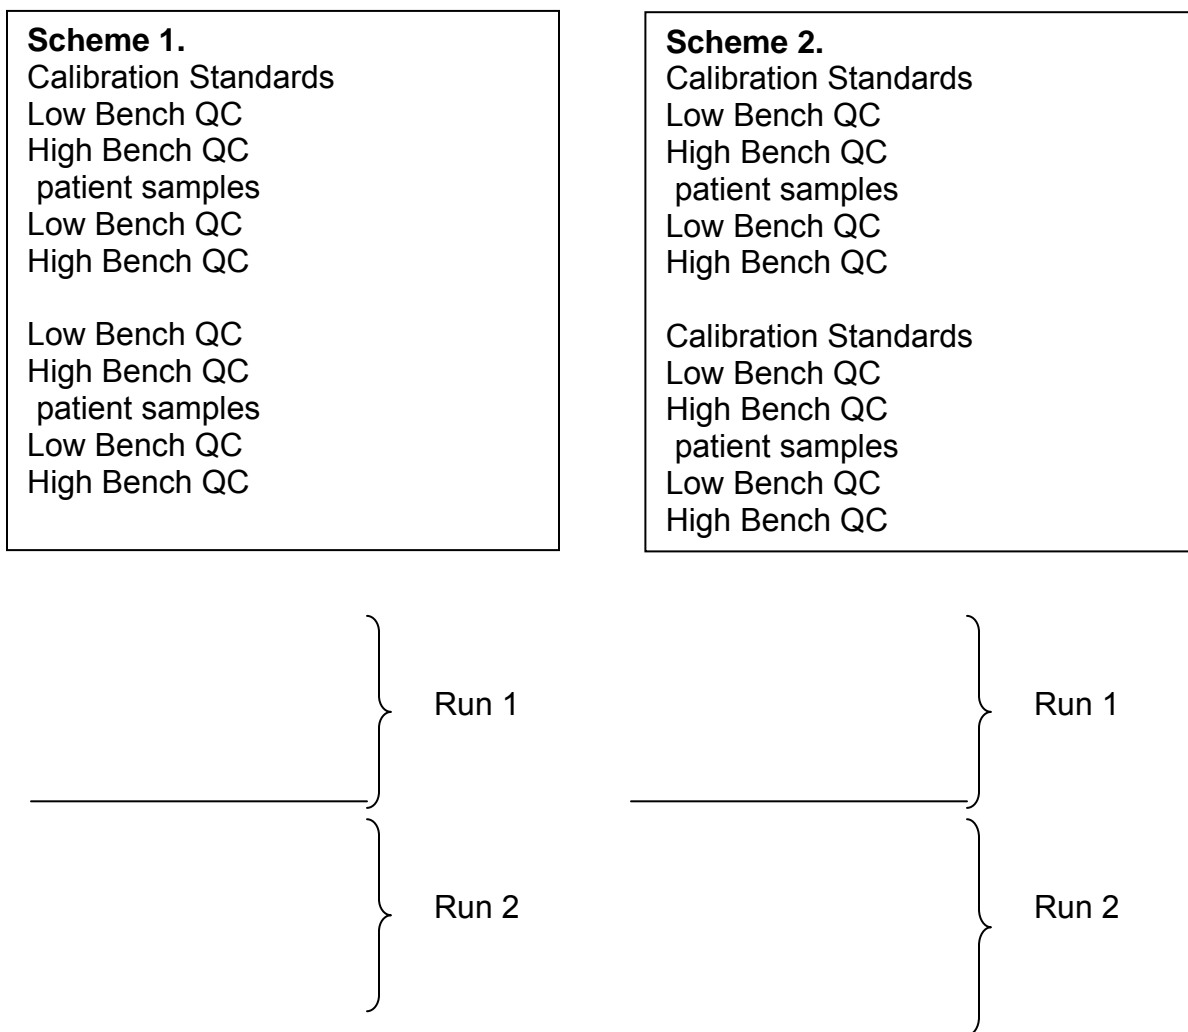 Scheme 1.
Calibration Standards
Low Bench QC
High Bench QC
patient samples
Low Bench QC
High Bench QC
Low Bench QC
High Bench QC
patient samples
Low Bench QC
High Bench QC
Scheme 2.
Calibration Standards
Low Bench QC
High Bench QC
patient samples
Low Bench QC
High Bench QC
Calibration Standards
Low Bench QC
High Bench QC
patient samples
Low Bench QC
High Bench QC
Run 1
Run 1
Run 2
Run 2